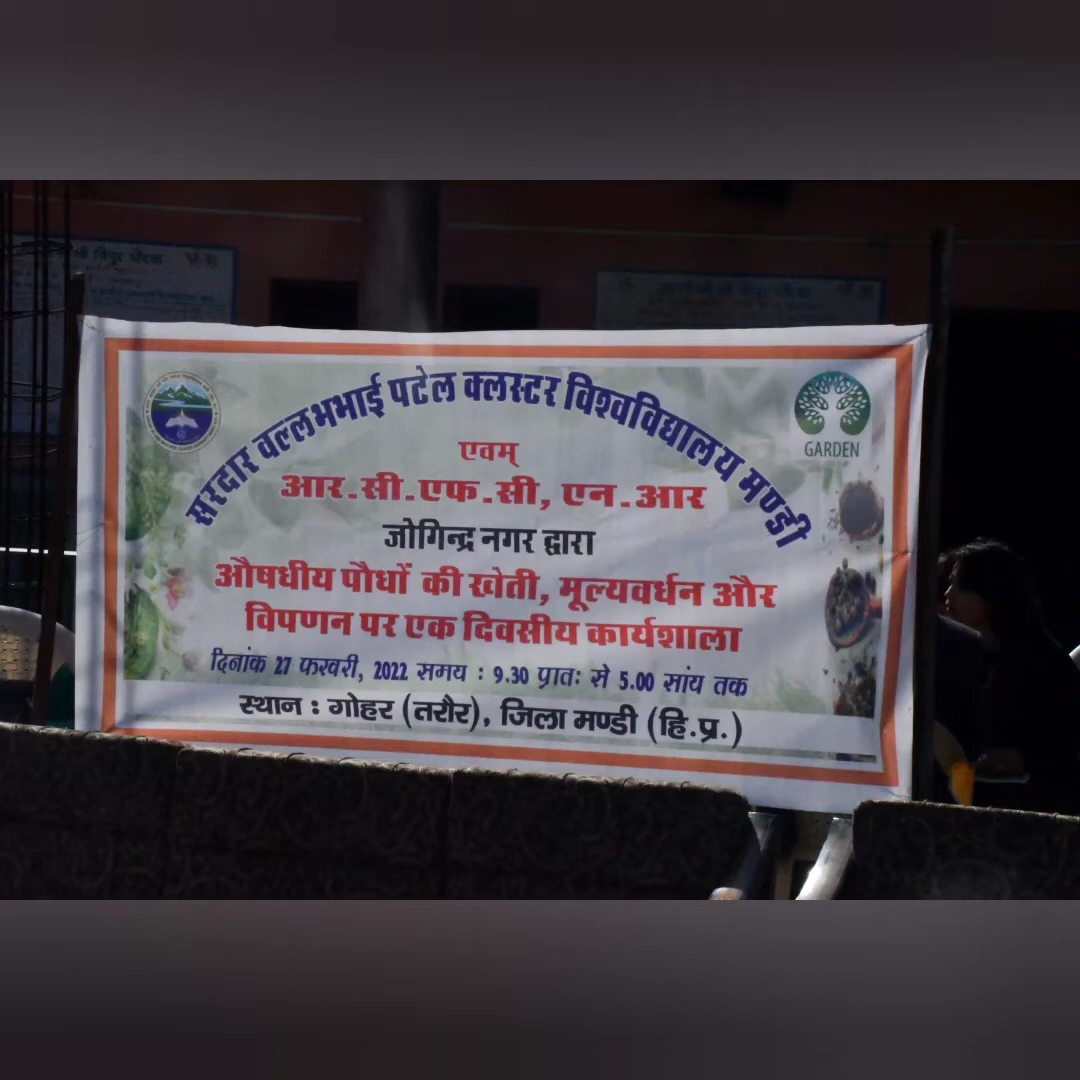 सरदार वल्लभभाई पटेल क्लस्टर विश्वविद्यालय मण्डी
GARDEN
एवम्
आर.सी.एफ.सी, एन.आर
जोगिन्द्र नगर द्वारा
औषधीय पौधों की खेती, मूल्यवर्धन और
विपणन पर एक दिवसीय कार्यशाला
दिनांक 27 फरवरी, 2022 समय : 9.30 प्रातः से 5.00 सांय तक
स्थान : गोहर (तरौर), जिला मण्डी (हि.प्र.)